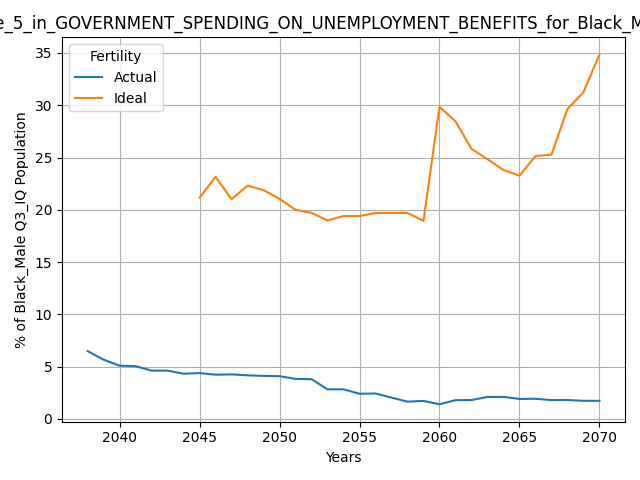 e_5_in_GOVERNMENT_SPENDING_ON_UNEMPLOYMENT_BENEFITS_for_Black_M
Fertility
Actual
Ideal
% of Black_Male Q3_IQ Population
35
30
25
20
15
10
5
0
2040 2045 2050 2055 2060 2065 2070
Years